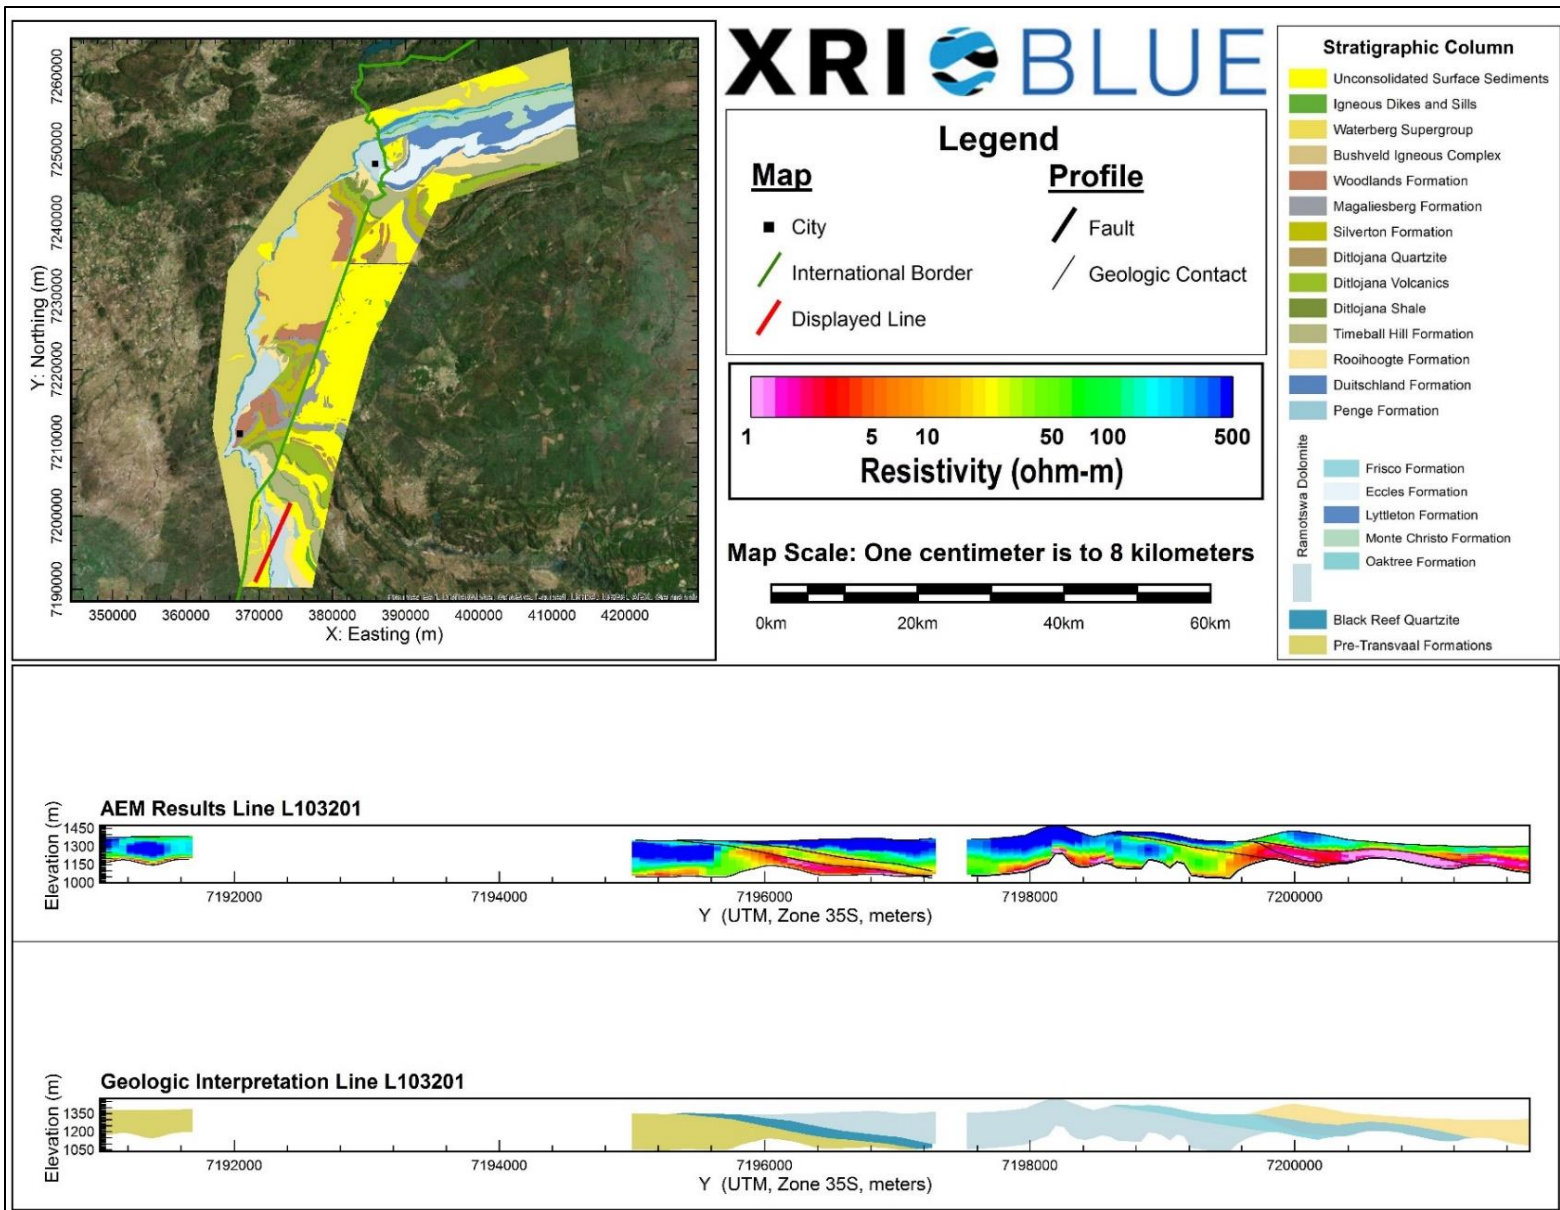 XRI BLUE
7260000
7250000
7240000
7230000
7220000
7210000
7200000
7190000
Y: Northing (m)
350000 360000 370000 380000 390000 400000 410000 420000
X: Easting (m)
Legend
Map
City
International Border
Displayed Line
Profile
Fault
Geologic Contact
1 5 10 50 100 500
Resistivity (ohm-m)
Map Scale: One centimeter is to 8 kilometers
0km 20km 40km 60km
Stratigraphic Column
Unconsolidated Surface Sediments
Igneous Dikes and Sills
Waterberg Supergroup
Bushveld Igneous Complex
Woodlands Formation
Magaliesberg Formation
Silverton Formation
Ditlojana Quartzite
Ditlojana Volcanics
Ditlojana Shale
Timeball Hill Formation
Rooihoogte Formation
Duitschland Formation
Penge Formation
Ramotswa Dolomite
Frisco Formation
Eccles Formation
Lyttleton Formation
Monte Christo Formation
Oaktree Formation
Black Reef Quartzite
Pre-Transvaal Formations
AEM Results Line L103201
Elevation (m)
1450
1300
1150
1000
7192000 7194000 7196000 7198000 7200000
Y (UTM, Zone 35S, meters)
Geologic Interpretation Line L103201
Elevation (m)
1350
1200
1050
7192000 7194000 7196000 7198000 7200000
Y (UTM, Zone 35S, meters)